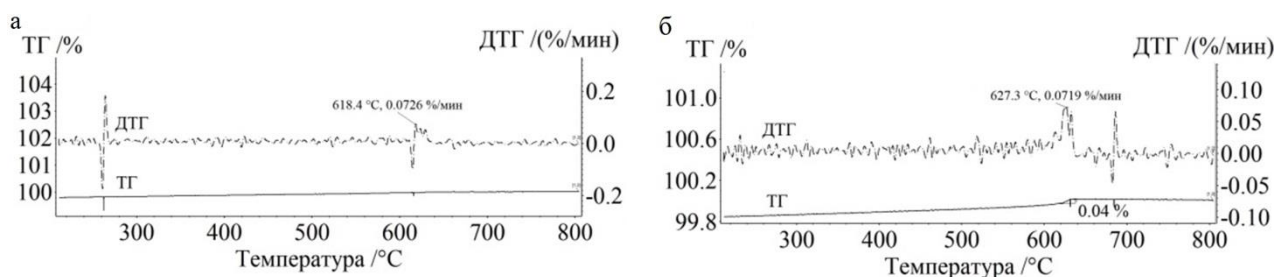 а
ТГ /%
ДТГ /(%/мин)
104
103
102
101
100
0.2
0.0
-0.2
618.4 °C, 0.0726 %/мин
ДТГ
ТГ
300 400 500 600 700 800
Температура /°C
б
ТГ /%
ДТГ /(%/мин)
101.0
100.6
100.2
99.8
0.10
0.05
0.00
-0.05
-0.10
627.3 °C, 0.0719 %/мин
ДТГ
ТГ
0.04 %
300 400 500 600 700 800
Температура /°C